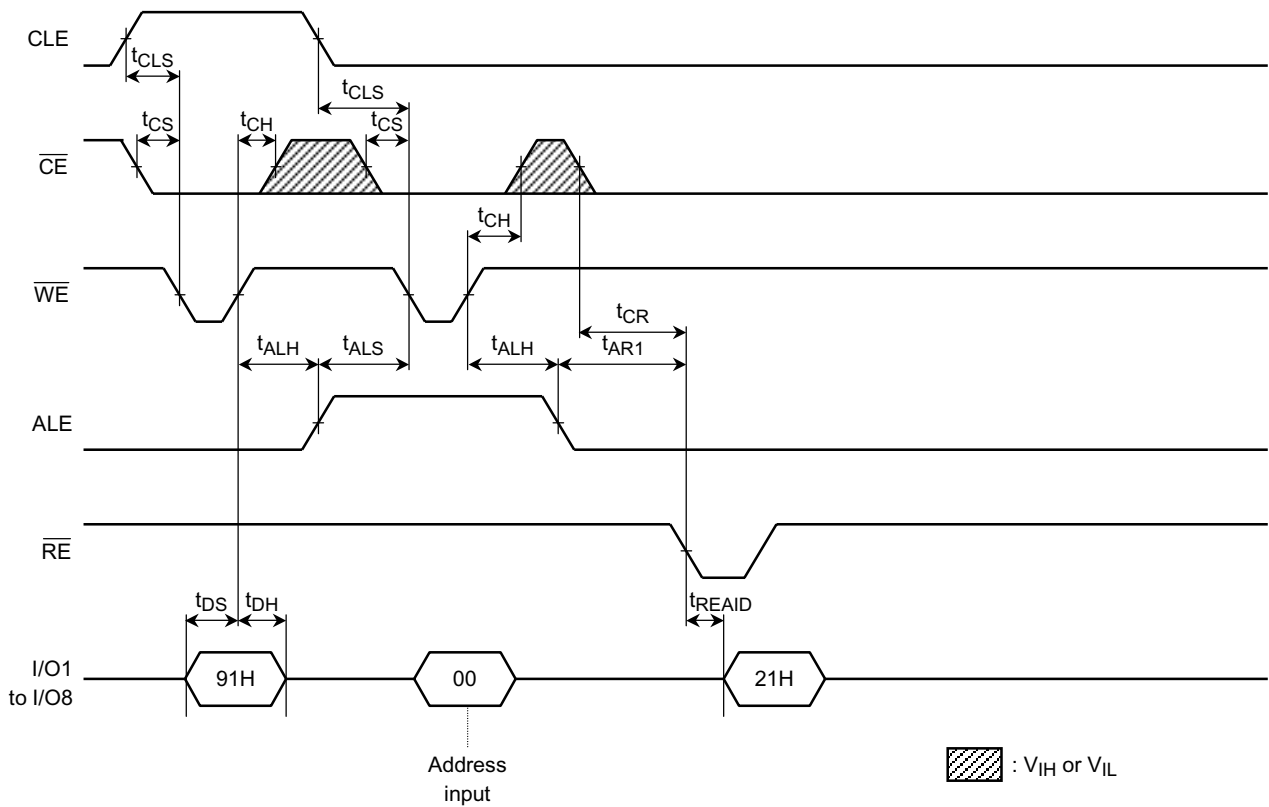 CLE
tCLS
tCLS
tCS
tCH
tCS
CE
tCH
WE
tCR
tALH
tALS
tALH
tAR1
ALE
RE
tDS
tDH
tREAID
I/O1
to I/O8
91H
00
21H
Address
input
: VIH or VIL